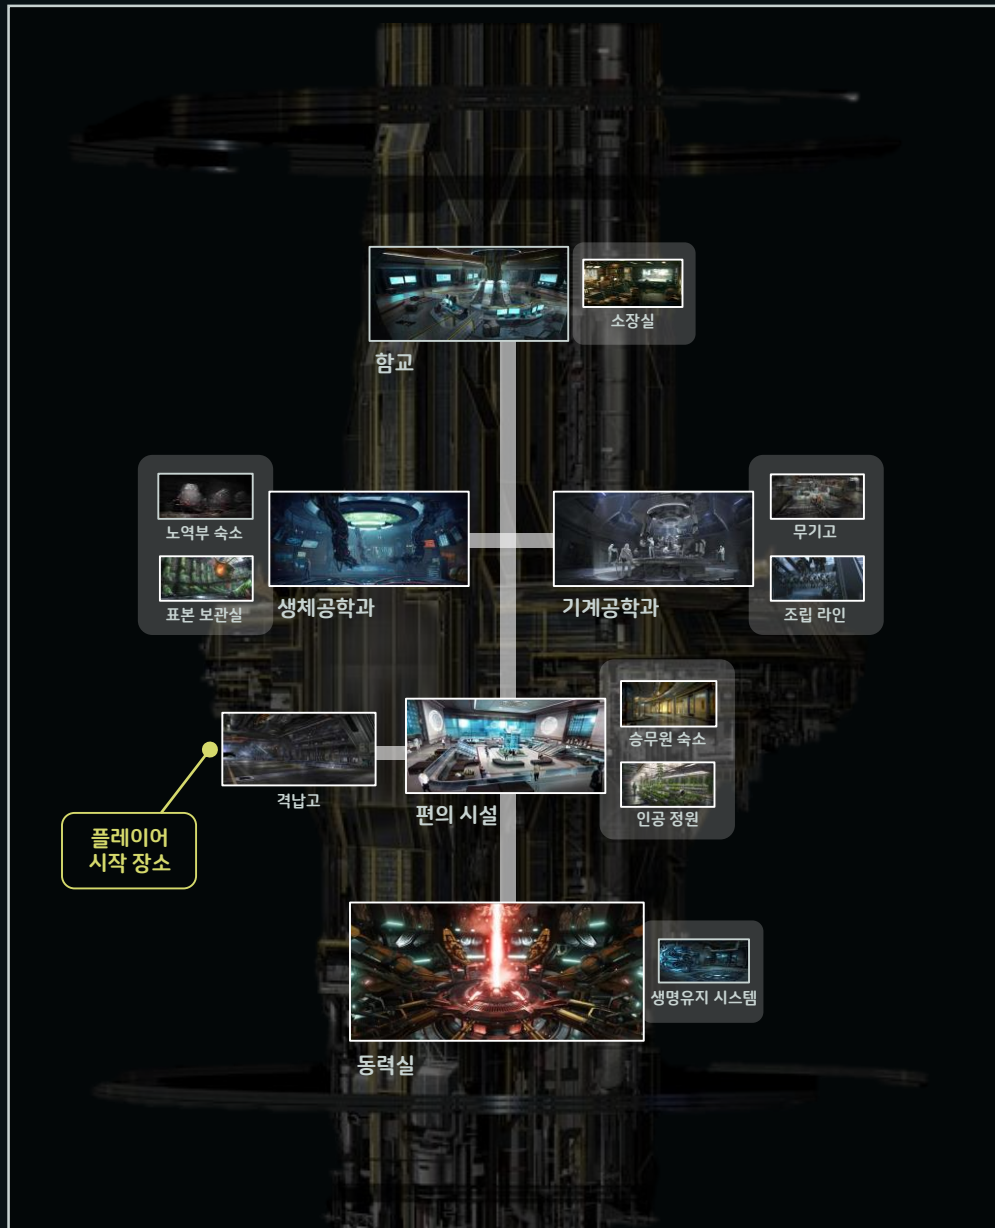 함교
소장실
노역부 숙소
표본 보관실
생체공학과
기계공학과
무기고
조립 라인
격납고
편의 시설
승무원 숙소
인공 정원
플레이어
시작 장소
동력실
생명유지 시스템